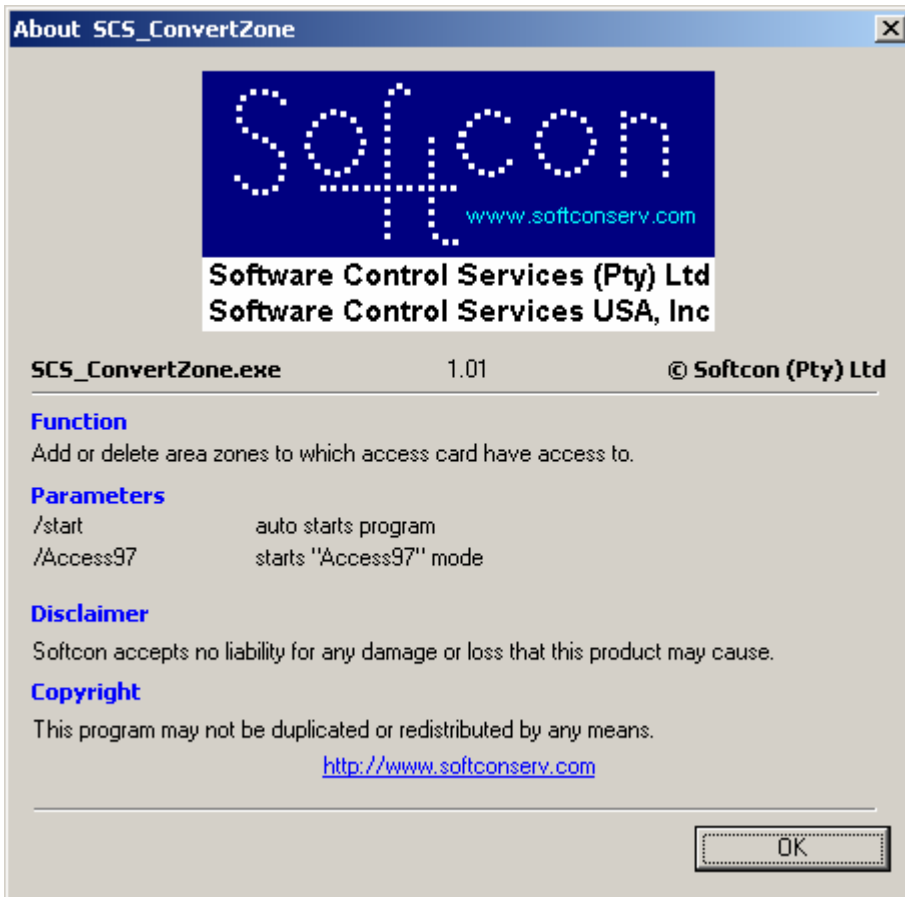 About SCS_ConvertZone
Softcon
www.softconserv.com
Software Control Services (Pty) Ltd
Software Control Services USA, Inc
SCS_ConvertZone.exe 1.01 © Softcon (Pty) Ltd
Function
Add or delete area zones to which access card have access to.
Parameters
/start auto starts program
/Access97 starts "Access97" mode
Disclaimer
Softcon accepts no liability for any damage or loss that this product may cause.
Copyright
This program may not be duplicated or redistributed by any means.
http://www.softconserv.com
OK